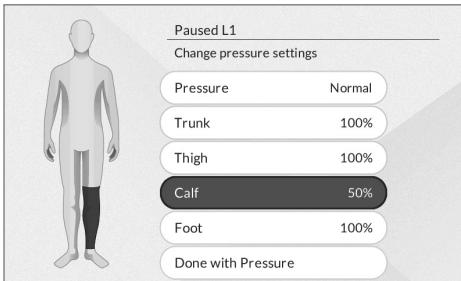 Paused L1
Change pressure settings
Pressure Normal
Trunk 100%
Thigh 100%
Calf 50%
Foot 100%
Done with Pressure